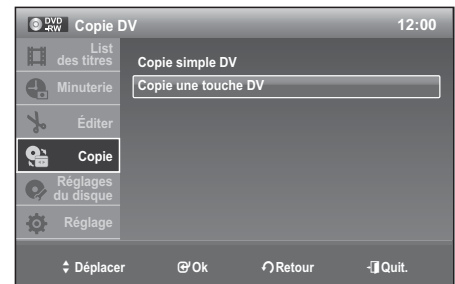 DVD-RW Copie DV 12:00
List
des titres
Minuterie
Éditer
Copie
Réglages
du disque
Réglage
Copie simple DV
Copie une touche DV
Déplacer Ok Retour Quit.